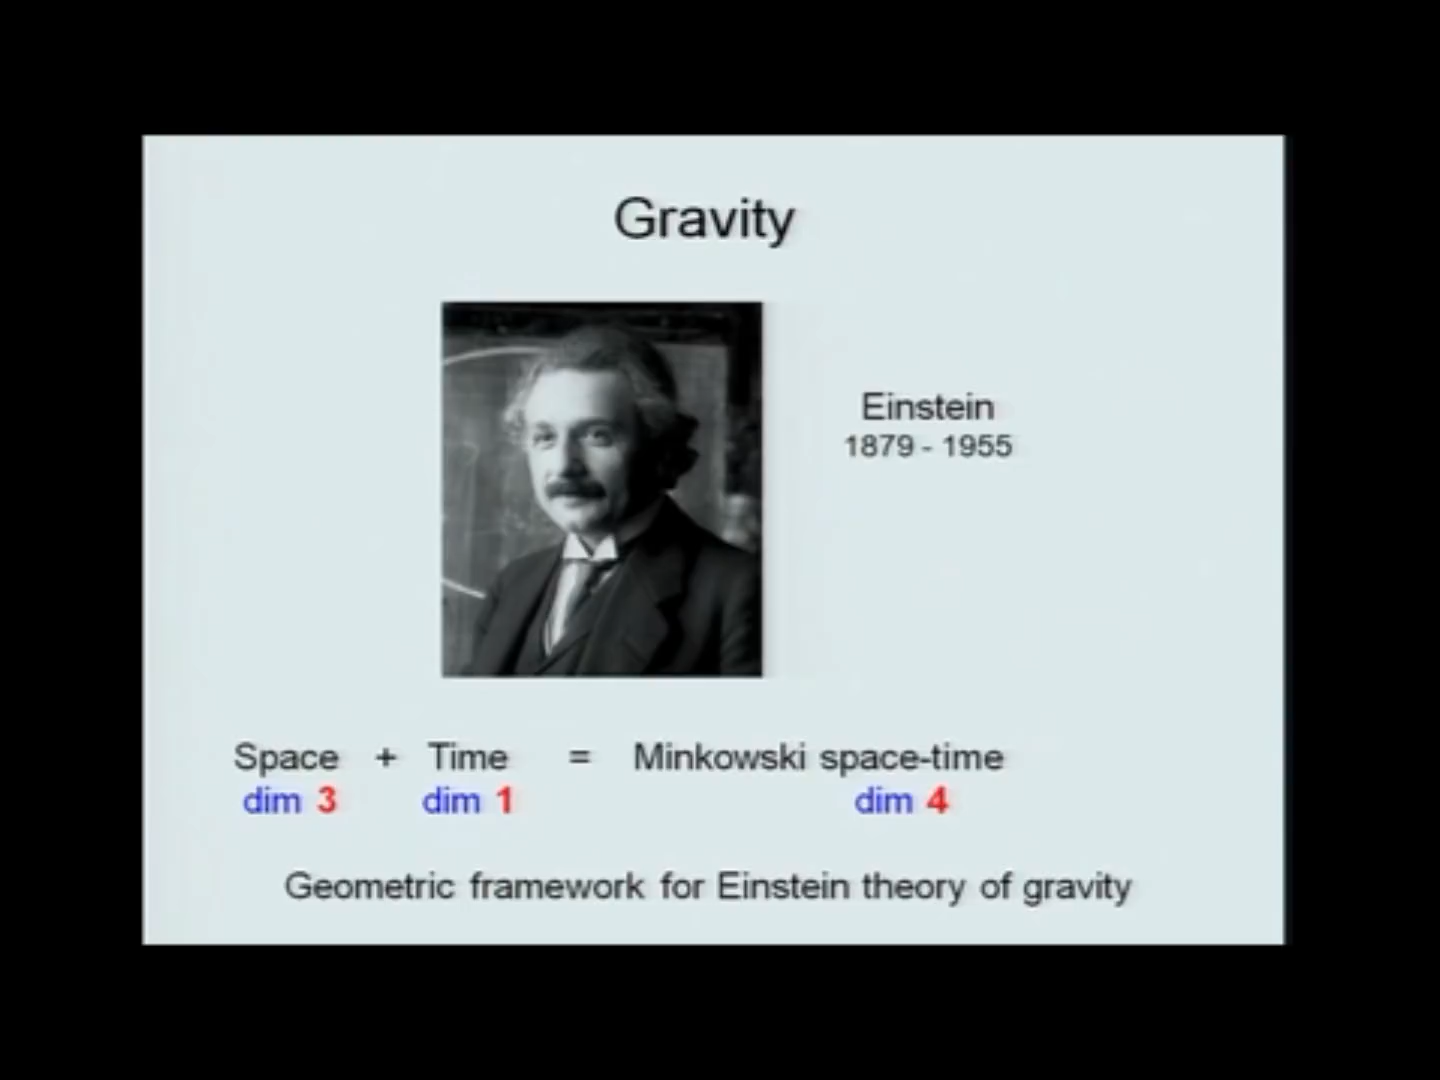 Gravity
Einstein
1879 - 1955
Space + Time = Minkowski space-time
dim 3 dim 1 dim 4
Geometric framework for Einstein theory of gravity